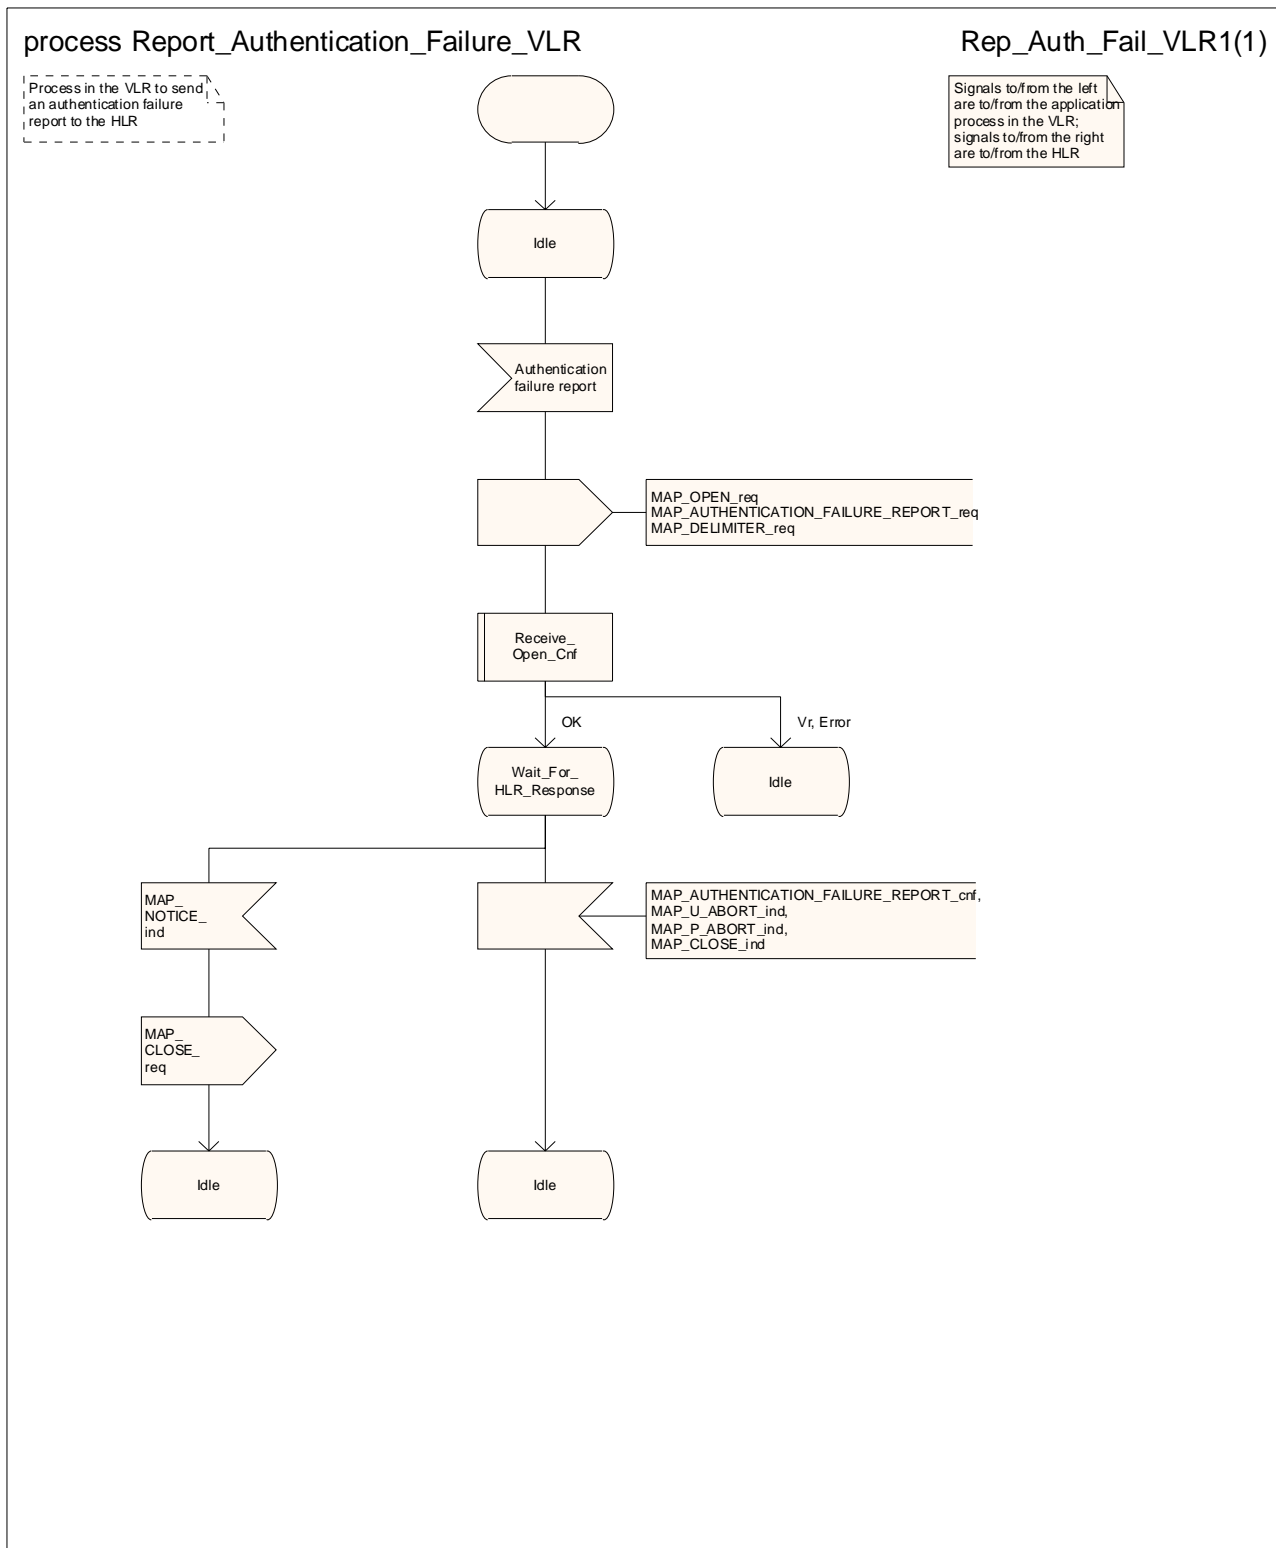 process Report_Authentication_Failure_VLR
Rep_Auth_Fail_VLR1(1)
Process in the VLR to send
an authentication failure
report to the HLR
Signals to/from the left
are to/from the application
process in the VLR;
signals to/from the right
are to/from the HLR
Idle
Authentication
failure report
MAP_OPEN_req
MAP_AUTHENTICATION_FAILURE_REPORT_req
MAP_DELIMITER_req
Receive_
Open_Cnf
OK
Vr, Error
Wait_For_
HLR_Response
Idle
MAP_
NOTICE_
ind
MAP_AUTHENTICATION_FAILURE_REPORT_cnf,
MAP_U_ABORT_ind,
MAP_P_ABORT_ind,
MAP_CLOSE_ind
MAP_
CLOSE_
req
Idle
Idle